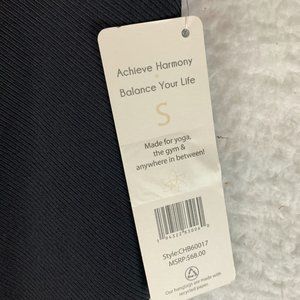 Achieve Harmony
Balance Your Life
S
Made for yoga,
the gym &
anywhere in between!
Style:CHB60017
MSRP:$68.00
Our hangtags are made with
recycled paper.